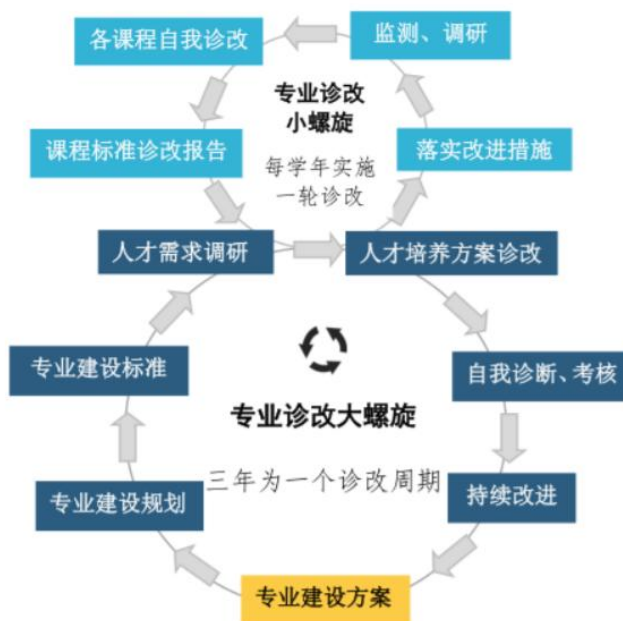 各课程自我诊改
监测、调研
专业诊改
小螺旋
课程标准诊改报告
落实改进措施
每学年实施
一轮诊改
人才需求调研
人才培养方案诊改
专业建设标准
自我诊断、考核
专业诊改大螺旋
三年为一个诊改周期
专业建设规划
持续改进
专业建设方案